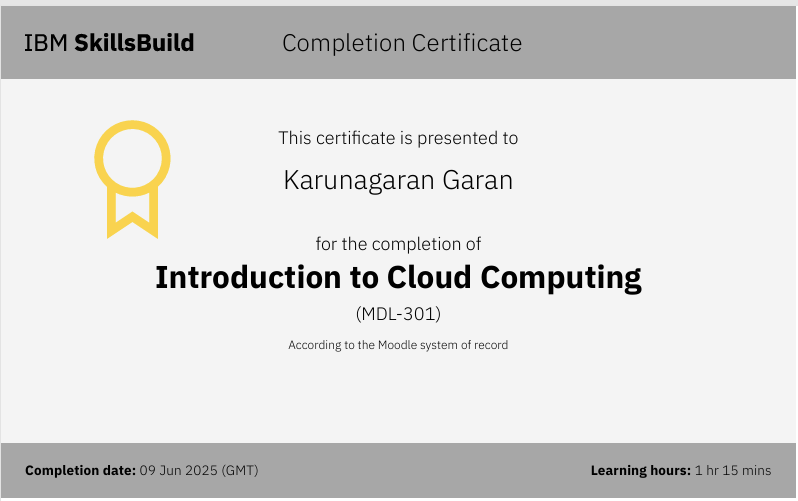 IBM SkillsBuild
Completion Certificate
This certificate is presented to
Karunagaran Garan
for the completion of
Introduction to Cloud Computing
(MDL-301)
According to the Moodle system of record
Completion date: 09 Jun 2025 (GMT)
Learning hours: 1 hr 15 mins